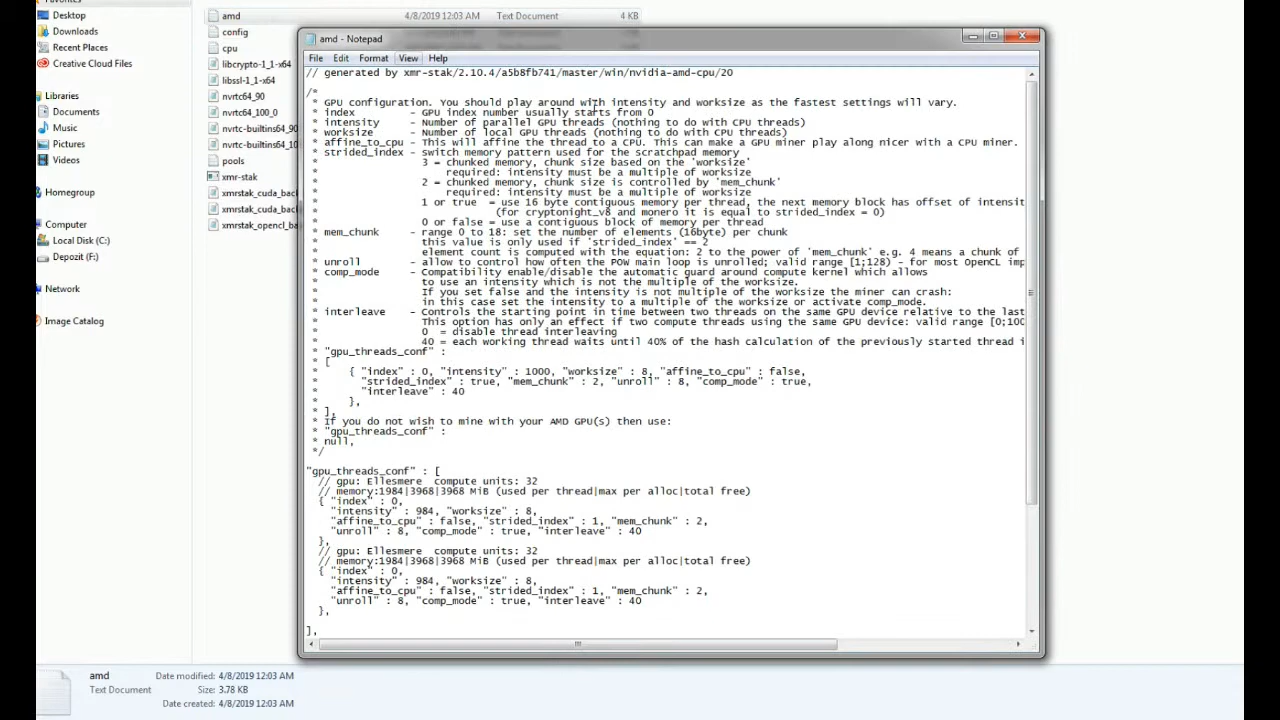 Favorites
Desktop
Downloads
Recent Places
Creative Cloud Files
Libraries
Documents
Music
Pictures
Videos
Homegroup
Computer
Local Disk (C:)
Depozit (F:)
Network
Image Catalog
amd 4/8/2019 12:03 AM Text Document 4 KB
config
cpu
libcrypto-1_1-x64
libssl-1_1-x64
nvrtc64_90
nvrtc64_100_0
nvrtc-builtins64_90
nvrtc-builtins64_10
pools
xmr-stak
xmrstak_cuda_back
xmrstak_cuda_back
xmrstak_opencl_ba
amd - Notepad
File Edit Format View Help
// generated by xmr-stak/2.10.4/a5b8fb741/master/win/nvidia-amd-cpu/20
/*
* GPU configuration. You should play around with intensity and worksize as the fastest settings will vary.
* index - GPU index number usually starts from 0
* intensity - Number of parallel GPU threads (nothing to do with CPU threads)
* worksize - Number of local GPU threads (nothing to do with CPU threads)
* affine_to_cpu - This will affine the thread to a CPU. This can make a GPU miner play along nicer with a CPU miner.
* strided_index - switch memory pattern used for the scratchpad memory
* 3 = chunked memory, chunk size based on the 'worksize'
* required: intensity must be a multiple of worksize
* 2 = chunked memory, chunk size is controlled by 'mem_chunk'
* required: intensity must be a multiple of worksize
* 1 or true = use 16 byte contiguous memory per thread, the next memory block has offset of intensit
* (for cryptonight_v8 and monero it is equal to strided_index = 0)
* 0 or false = use a contiguous block of memory per thread
* mem_chunk - range 0 to 18: set the number of elements (16byte) per chunk
* this value is only used if 'strided_index' == 2
* element count is computed with the equation: 2 to the power of 'mem_chunk' e.g. 4 means a chunk of
* unroll - allow to control how often the POW main loop is unrolled; valid range [1;128) - for most OpenCL imp
* comp_mode - Compatibility enable/disable the automatic guard around compute kernel which allows
* to use an intensity which is not the multiple of the worksize.
* If you set false and the intensity is not multiple of the worksize the miner can crash:
* in this case set the intensity to a multiple of the worksize or activate comp_mode.
* interleave - Controls the starting point in time between two threads on the same GPU device relative to the last
* This option has only an effect if two compute threads using the same GPU device: valid range [0;100
* 0 = disable thread interleaving
* 40 = each working thread waits until 40% of the hash calculation of the previously started thread i
* "gpu_threads_conf" :
* [
* { "index" : 0, "intensity" : 1000, "worksize" : 8, "affine_to_cpu" : false,
* "strided_index" : true, "mem_chunk" : 2, "unroll" : 8, "comp_mode" : true,
* "interleave" : 40
* },
* ],
* If you do not wish to mine with your AMD GPU(s) then use:
* "gpu_threads_conf" :
* null,
*/
"gpu_threads_conf" : [
// gpu: Ellesmere compute units: 32
// memory:1984|3968|3968 MiB (used per thread|max per alloc|total free)
{ "index" : 0,
"intensity" : 984, "worksize" : 8,
"affine_to_cpu" : false, "strided_index" : 1, "mem_chunk" : 2,
"unroll" : 8, "comp_mode" : true, "interleave" : 40
},
// gpu: Ellesmere compute units: 32
// memory:1984|3968|3968 MiB (used per thread|max per alloc|total free)
{ "index" : 0,
"intensity" : 984, "worksize" : 8,
"affine_to_cpu" : false, "strided_index" : 1, "mem_chunk" : 2,
"unroll" : 8, "comp_mode" : true, "interleave" : 40
},
],
amd Date modified: 4/8/2019 12:03 AM
Text Document Size: 3.78 KB
Date created: 4/8/2019 12:03 AM